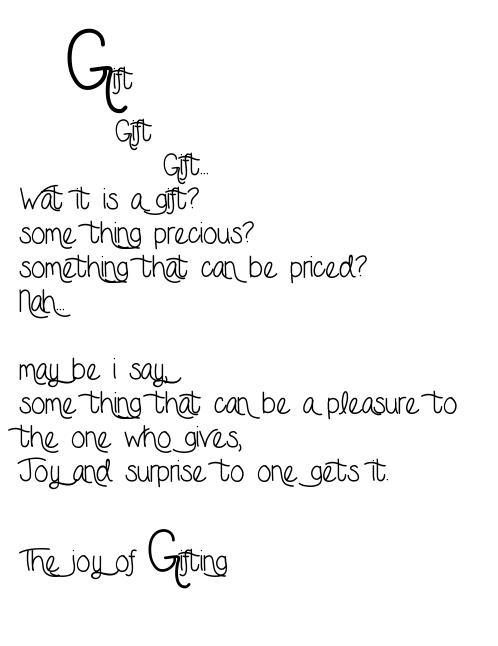 Gift
Gift
Gift...
Wat it is a gift?
some thing precious?
something that can be priced?
Nah...
may be i say,
some thing that can be a pleasure to
the one who gives,
Joy and surprise to one gets it.
The joy of Gifting